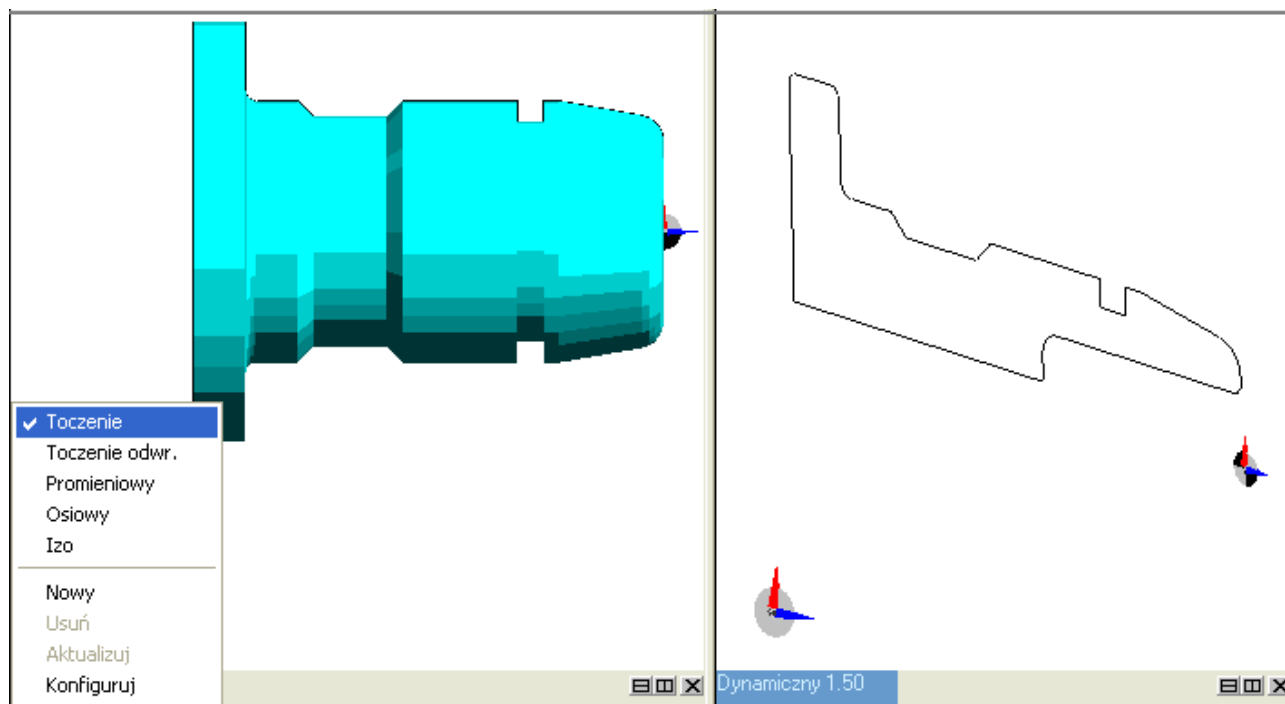 Toczenie
Toczenie odwr.
Promieniowy
Osiowy
Izo
Nowy
Usuń
Aktualizuj
Konfiguruj
Dynamiczny 1.50